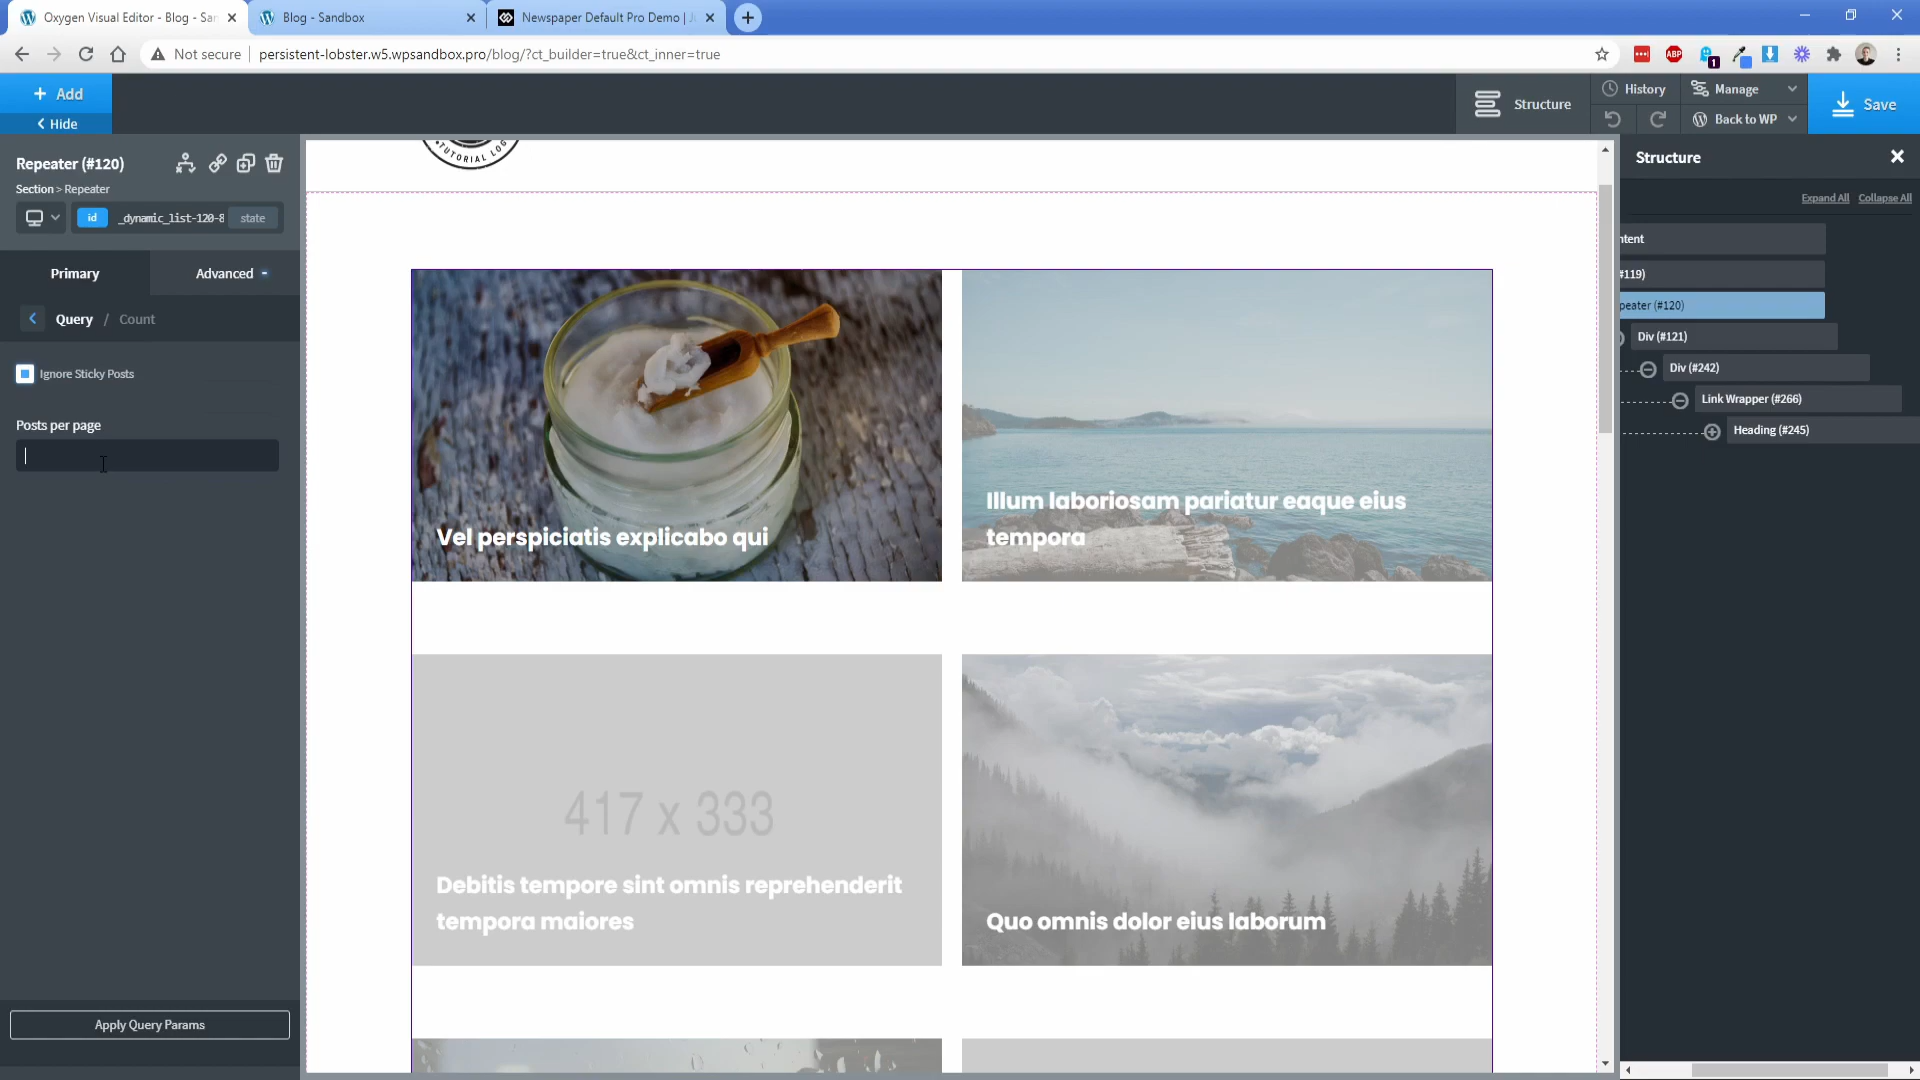 Oxygen Visual Editor - Blog - Sa
Blog - Sandbox
Newspaper Default Pro Demo |
Not secure
persistent-lobster.w5.wpsandbox.pro/blog/?ct_builder=true&ct_inner=true
ABP
1
+ Add
< Hide
Structure
History
Manage
Back to WP
Save
Repeater (#120)
Section > Repeater
id
_dynamic_list-120-8
state
Primary
Advanced
Query / Count
Ignore Sticky Posts
Posts per page
Apply Query Params
TUTORIAL LOG
Vel perspiciatis explicabo qui
Illum laboriosam pariatur eaque eius
tempora
417 x 333
Debitis tempore sint omnis reprehenderit
tempora maiores
Quo omnis dolor eius laborum
Structure
Expand All
Collapse All
ntent
#119)
peater (#120)
Div (#121)
Div (#242)
Link Wrapper (#266)
Heading (#245)